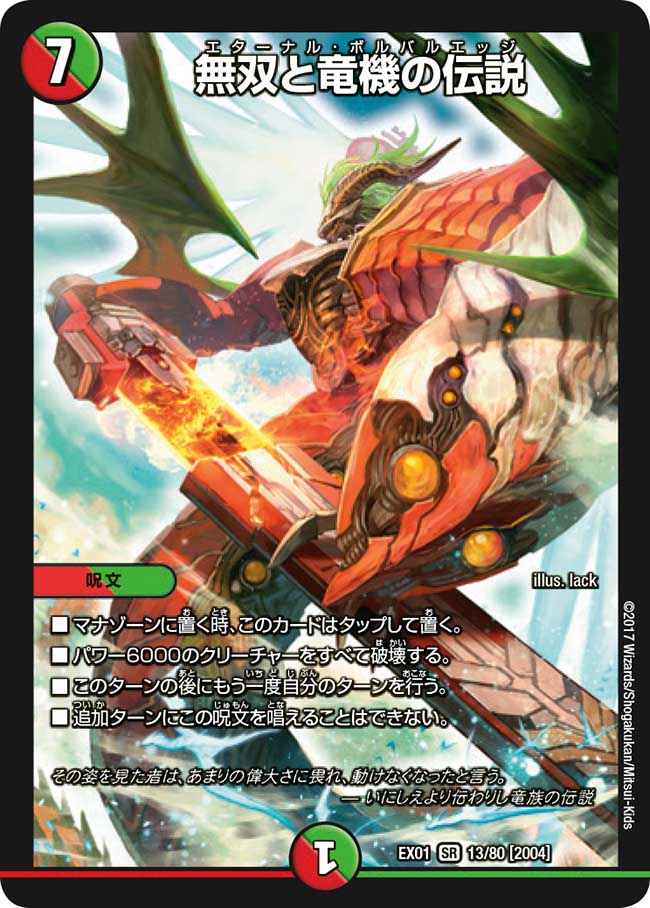 7
エターナル・ボルバルエッジ
無双と竜機の伝説
illus. lack
呪文
■ マナゾーンに置く時、このカードはタップして置く。
■ パワー6000のクリーチャーをすべて破壊する。
■ このターンの後にもう一度自分のターンを行う。
■ 追加ターンにこの呪文を唱えることはできない。
その姿を見た者は、あまりの偉大さに畏れ、動けなくなったと言う。
― いにしえより伝わりし竜族の伝説
©2017 Wizards/Shogakukan/Mitsui-Kids
1
EX01 SR 13/80 [2004]